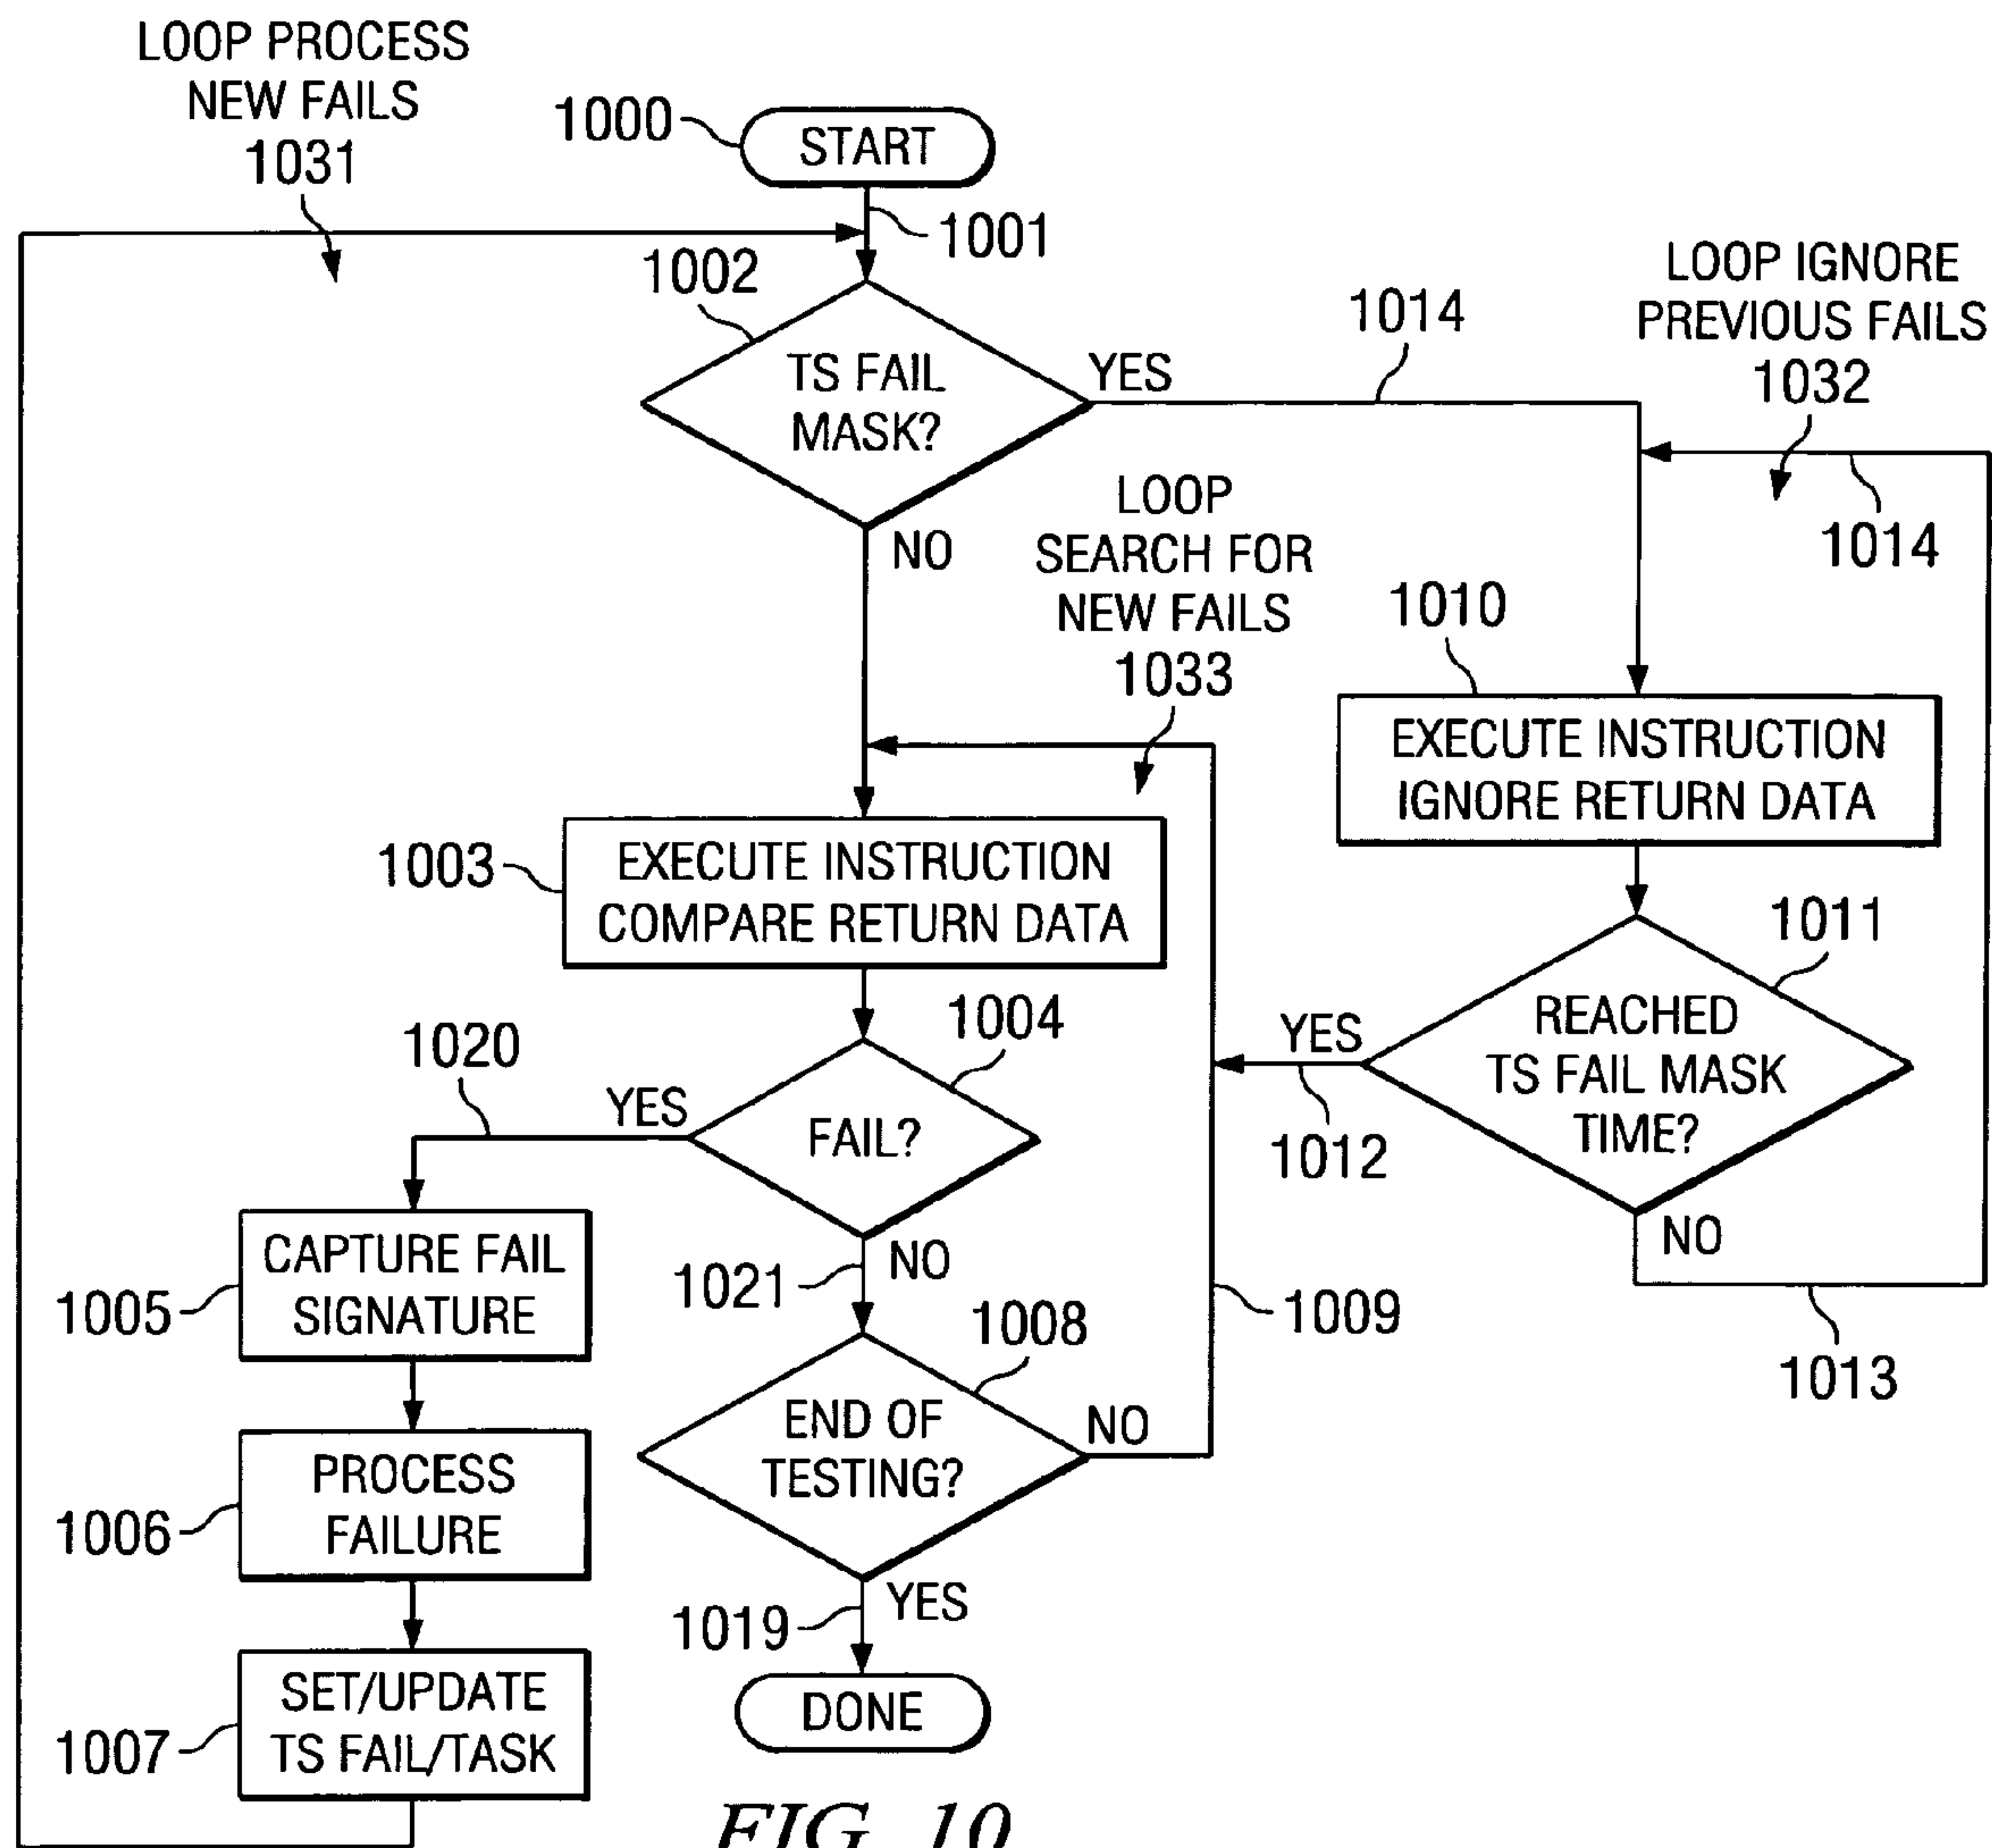 LOOP PROCESS
NEW FAILS
1031
1000
START
1001
1002
TS FAIL
MASK?
YES
1014
LOOP IGNORE
PREVIOUS FAILS
1032
1014
NO
LOOP
SEARCH FOR
NEW FAILS
1033
1010
EXECUTE INSTRUCTION
IGNORE RETURN DATA
1003
EXECUTE INSTRUCTION
COMPARE RETURN DATA
1011
REACHED
TS FAIL MASK
TIME?
YES
1012
NO
1013
1004
FAIL?
YES
1020
NO
1021
1005
CAPTURE FAIL
SIGNATURE
1008
END OF
TESTING?
NO
1009
1006
PROCESS
FAILURE
YES
1019
1007
SET/UPDATE
TS FAIL/TASK
DONE
FIG. 10